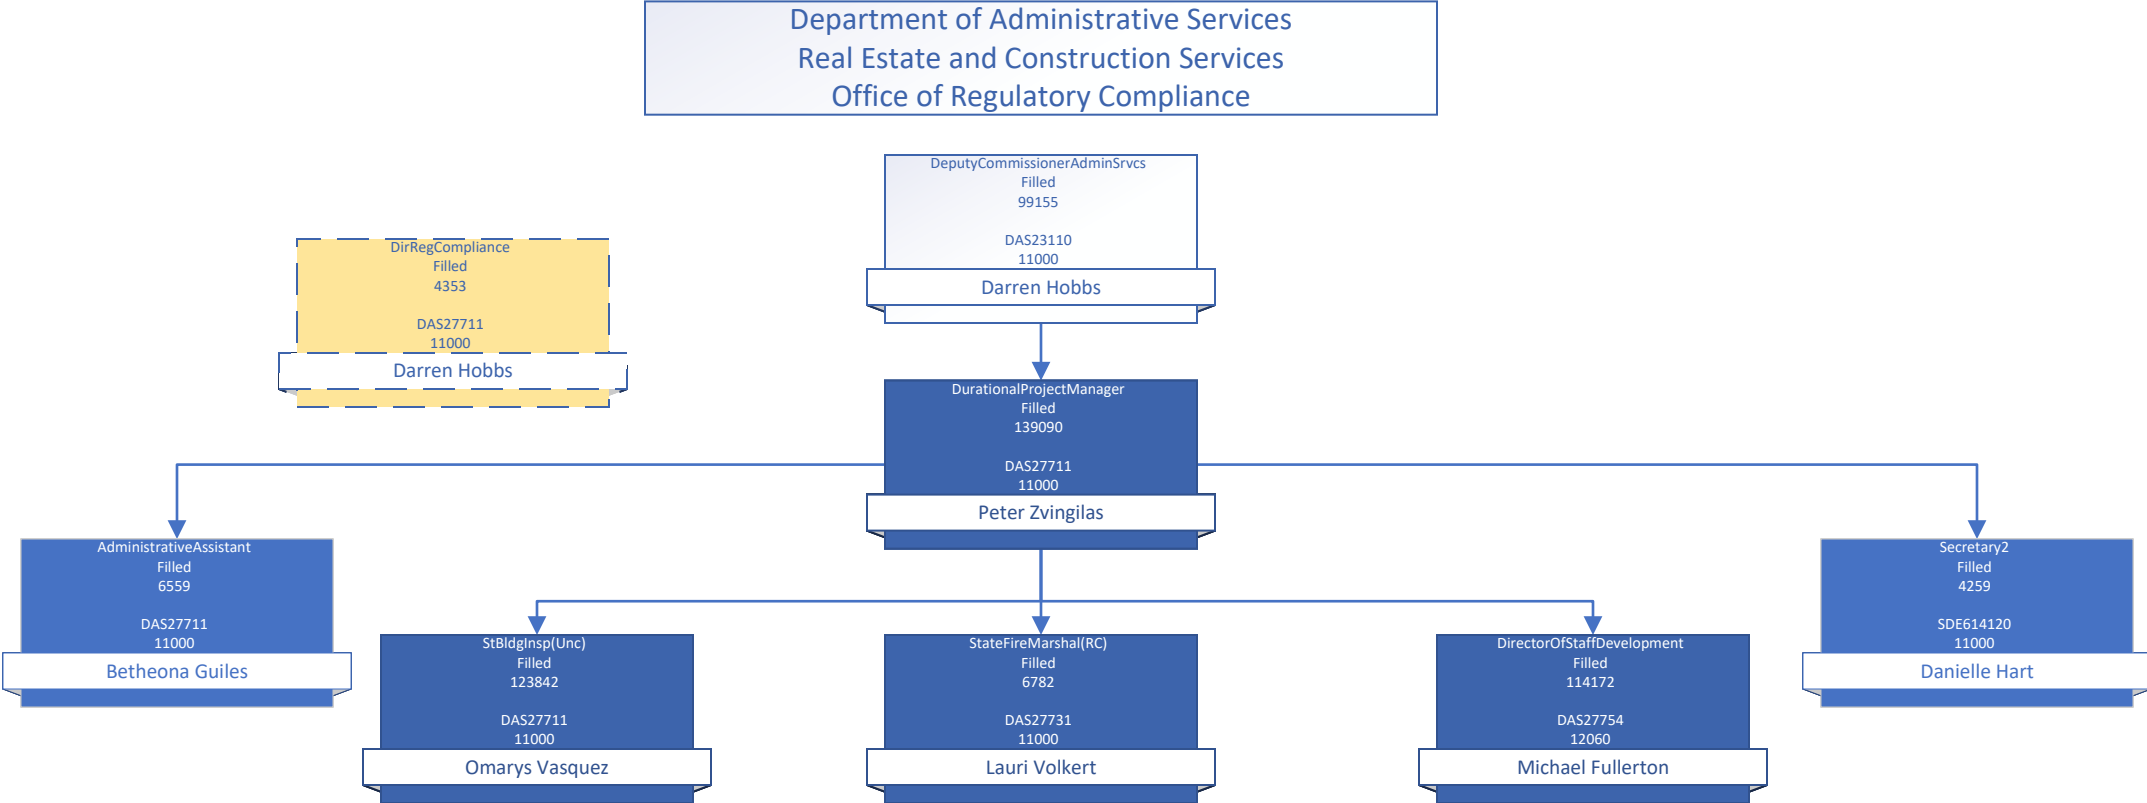 Department of Administrative Services
Real Estate and Construction Services
Office of Regulatory Compliance
DeputyCommissionerAdminSrvcs
Filled
99155
DAS23110
11000
Darren Hobbs
DirRegCompliance
Filled
4353
DAS27711
11000
Darren Hobbs
DurationalProjectManager
Filled
139090
DAS27711
11000
Peter Zvingilas
AdministrativeAssistant
Filled
6559
DAS27711
11000
Betheona Guiles
StBldgInsp(Unc)
Filled
123842
DAS27711
11000
Omarys Vasquez
StateFireMarshal(RC)
Filled
6782
DAS27731
11000
Lauri Volkert
DirectorOfStaffDevelopment
Filled
114172
DAS27754
12060
Michael Fullerton
Secretary2
Filled
4259
SDE614120
11000
Danielle Hart